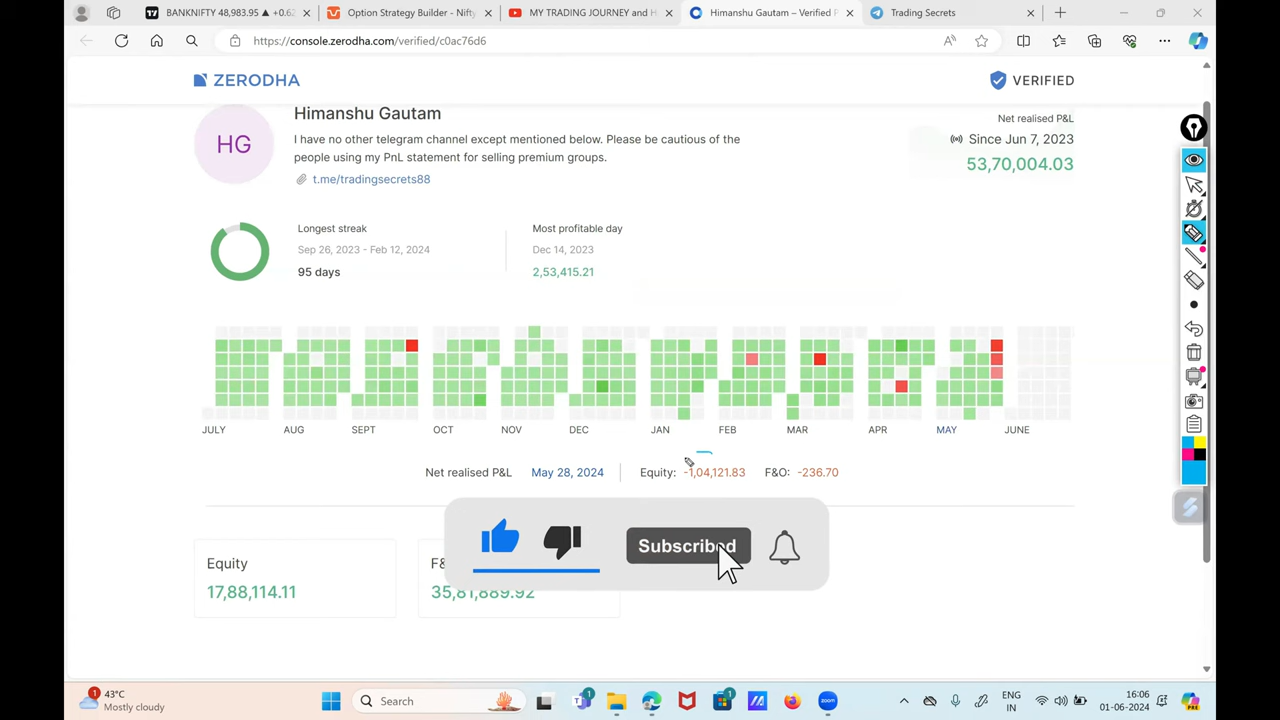 BANKNIFTY 48,983.95 ▲ +0.62
Option Strategy Builder - Nifty
MY TRADING JOURNEY and H
Himanshu Gautam – Verified P
Trading Secrets
https://console.zerodha.com/verified/c0ac76d6
ZERODHA
VERIFIED
HG
Himanshu Gautam
I have no other telegram channel except mentioned below. Please be cautious of the
people using my PnL statement for selling premium groups.
t.me/tradingsecrets88
Net realised P&L
Since Jun 7, 2023
53,70,004.03
Longest streak
Sep 26, 2023 - Feb 12, 2024
95 days
Most profitable day
Dec 14, 2023
2,53,415.21
JULY AUG SEPT OCT NOV DEC JAN FEB MAR APR MAY JUNE
Net realised P&L May 28, 2024 Equity: -1,04,121.83 F&O: -236.70
Subscribed
Equity
17,88,114.11
F&
35,81,889.92
43°C
Mostly cloudy
Search
ENG
IN
16:06
01-06-2024